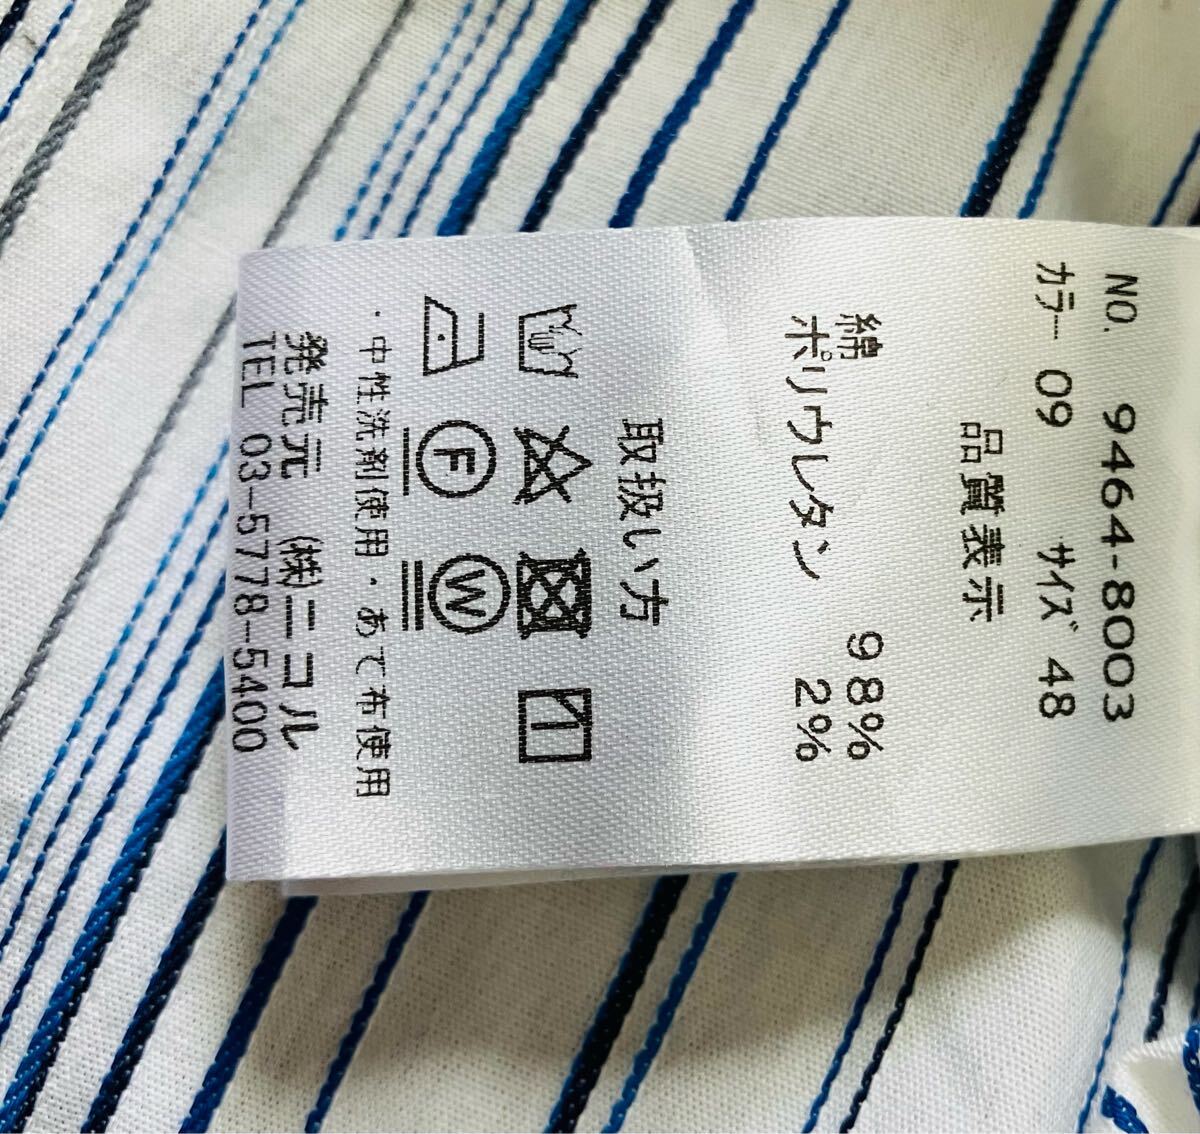 NO. 9464-8003
カラー 09 サイズ 48
品質表示
綿 98%
ポリウレタン 2%
取扱い方
F W
・中性洗剤使用・あて布使用
発売元 (株)ニコル
TEL 03-5778-5400